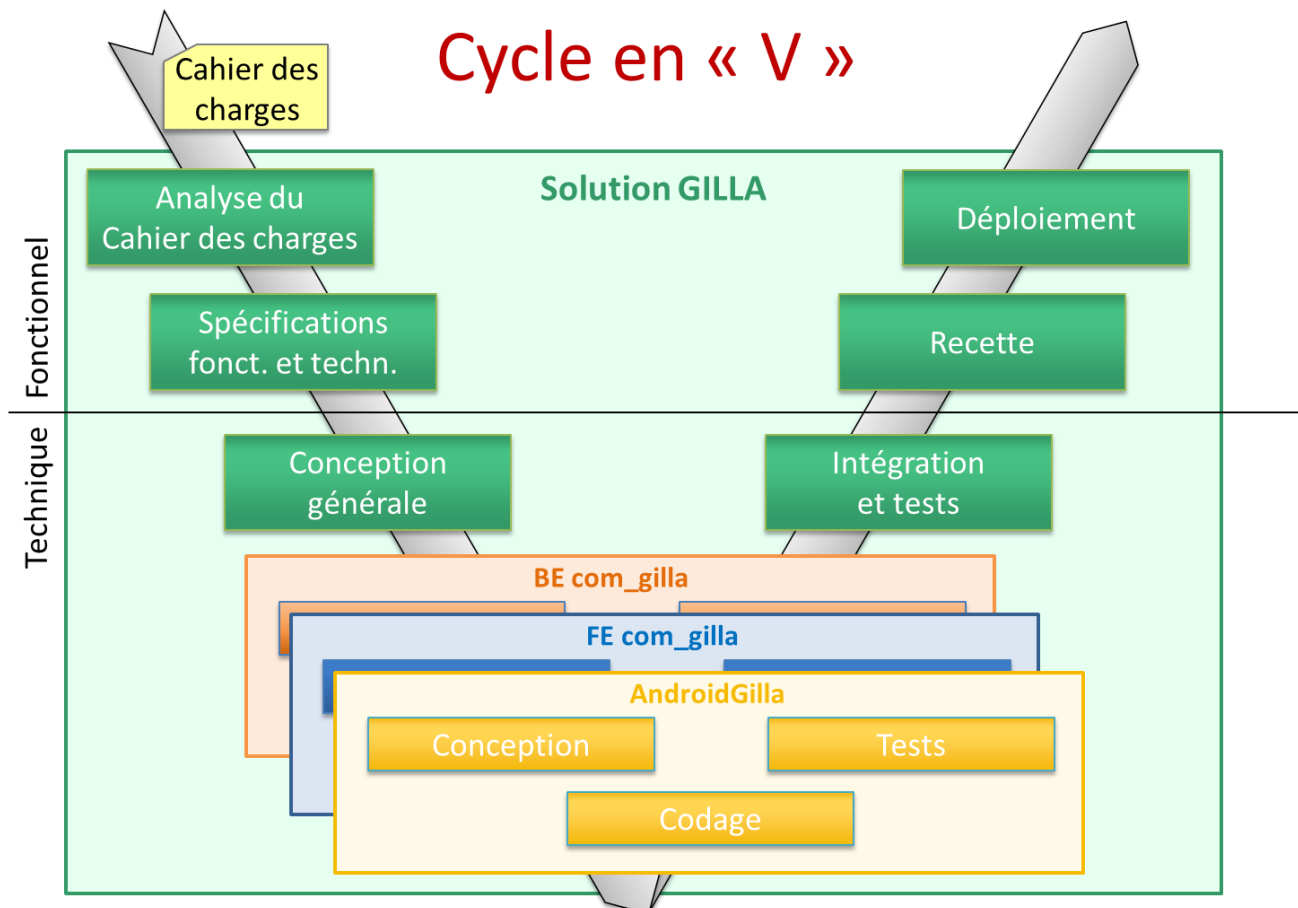 Cycle en « V »
Cahier des
charges
Solution GILLA
Analyse du
Cahier des charges
Déploiement
Fonctionnel
Spécifications
fonct. et techn.
Recette
Technique
Conception
générale
Intégration
et tests
BE com_gilla
FE com_gilla
AndroidGilla
Conception
Tests
Codage